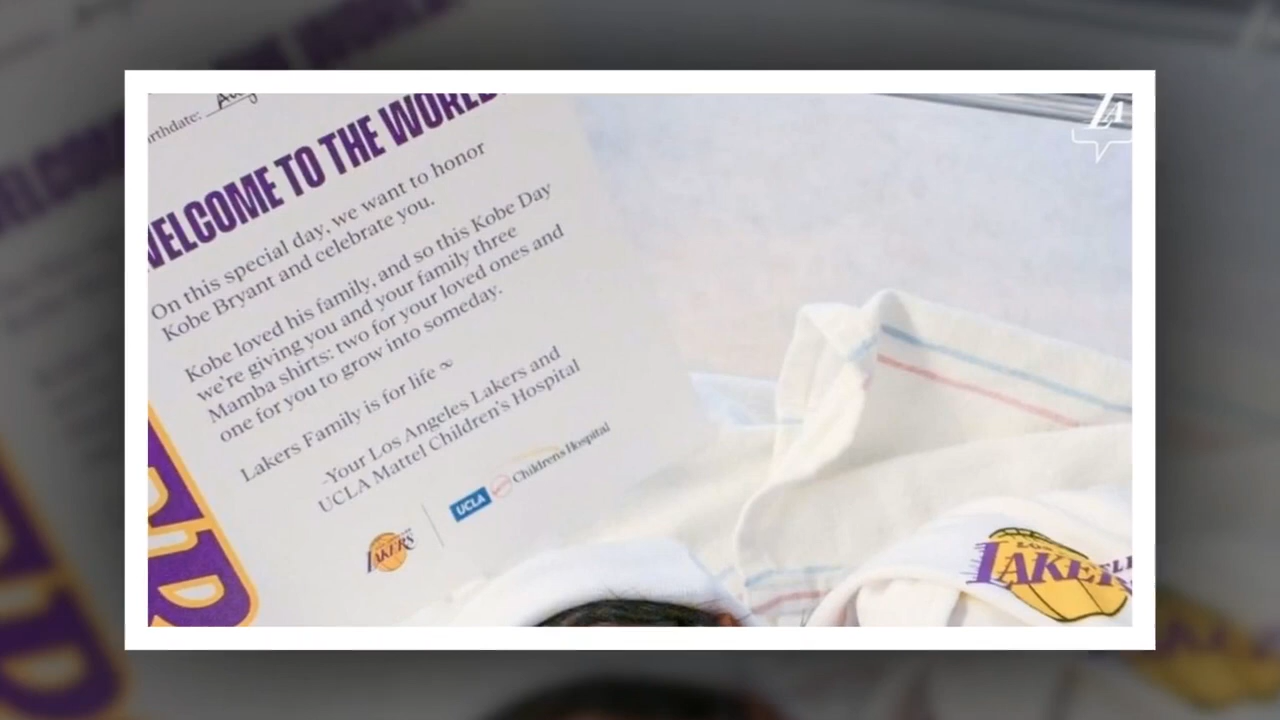 rthdate: Aug
WELCOME TO THE WORLD
On this special day, we want to honor
Kobe Bryant and celebrate you.
Kobe loved his family, and so this Kobe Day
we're giving you and your family three
Mamba shirts: two for your loved ones and
one for you to grow into someday.
Lakers Family is for life ∞
-Your Los Angeles Lakers and
UCLA Mattel Children's Hospital
LAKERS
UCLA Children's Hospital
LA
LAKERS